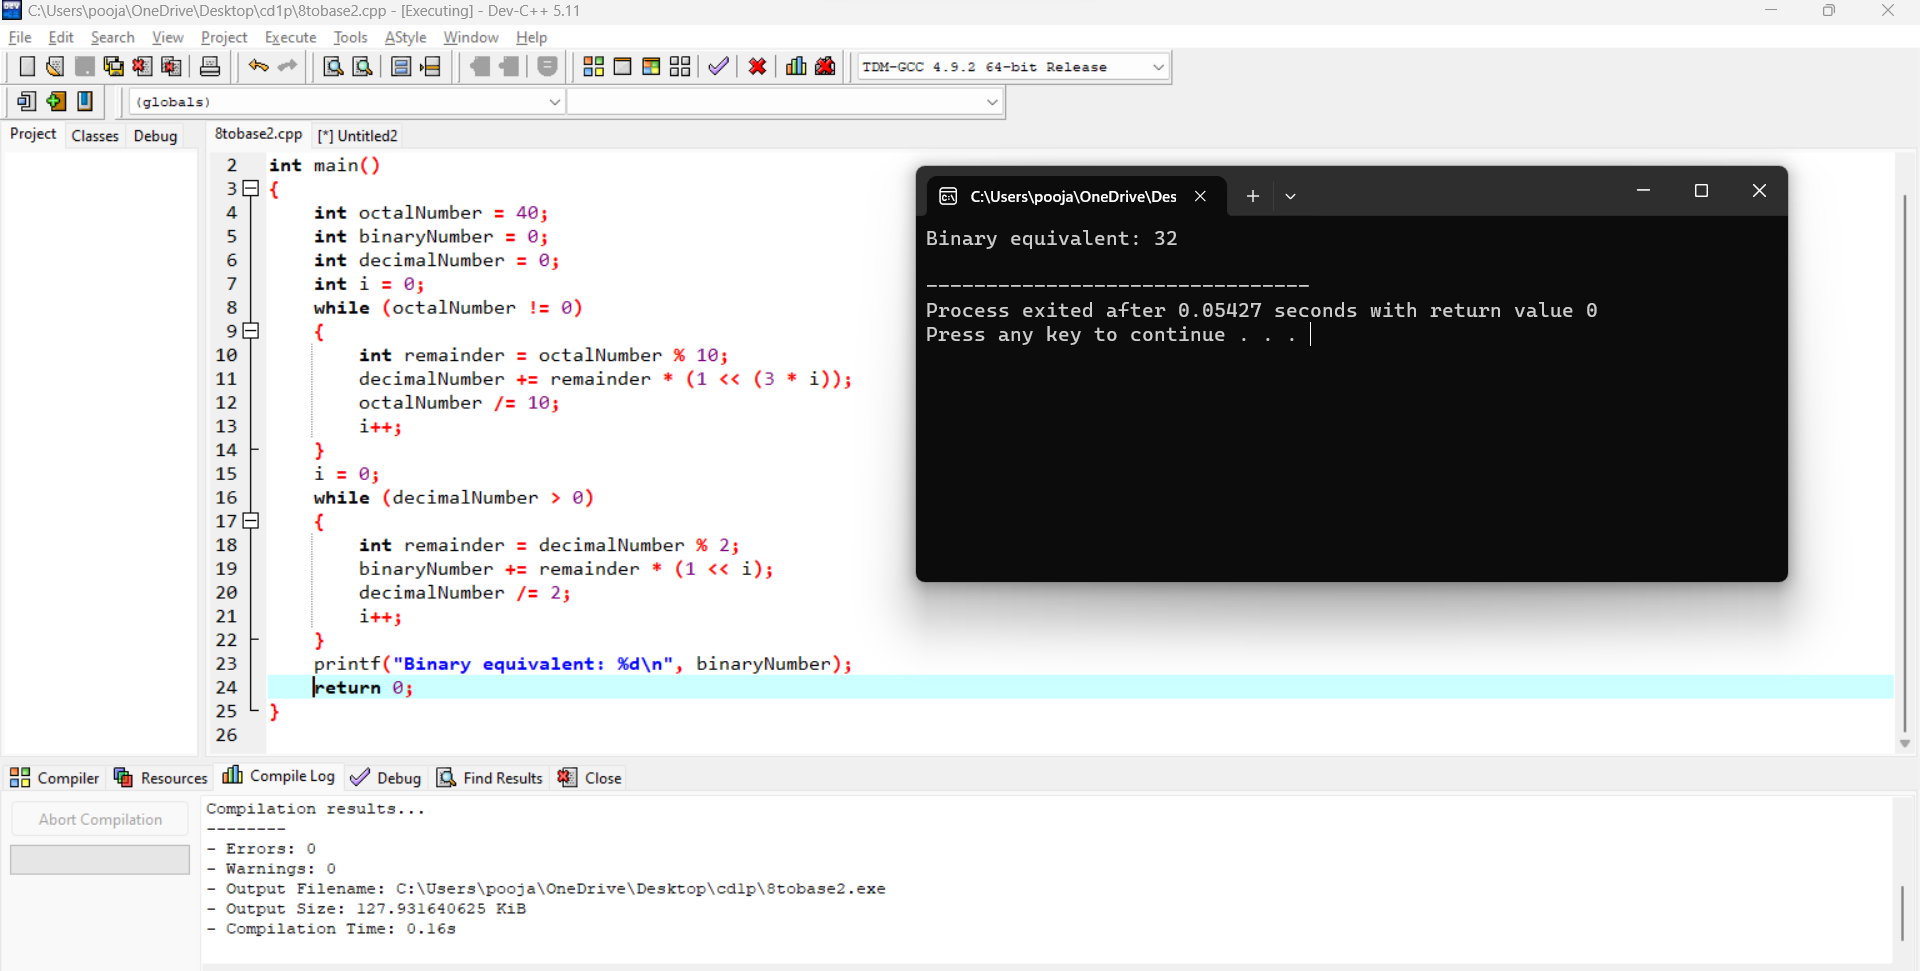 C:\Users\pooja\OneDrive\Desktop\cd1p\8tobase2.cpp - [Executing] - Dev-C++ 5.11
File Edit Search View Project Execute Tools AStyle Window Help
TDM-GCC 4.9.2 64-bit Release
(globals)
Project Classes Debug 8tobase2.cpp [*] Untitled2
2 int main()
3 {
4 int octalNumber = 40;
5 int binaryNumber = 0;
6 int decimalNumber = 0;
7 int i = 0;
8 while (octalNumber != 0)
9 {
10 int remainder = octalNumber % 10;
11 decimalNumber += remainder * (1 << (3 * i));
12 octalNumber /= 10;
13 i++;
14 }
15 i = 0;
16 while (decimalNumber > 0)
17 {
18 int remainder = decimalNumber % 2;
19 binaryNumber += remainder * (1 << i);
20 decimalNumber /= 2;
21 i++;
22 }
23 printf("Binary equivalent: %d\n", binaryNumber);
24 return 0;
25 }
26
C:\Users\pooja\OneDrive\Des
Binary equivalent: 32
--------------------------------
Process exited after 0.05427 seconds with return value 0
Press any key to continue . . .
Compiler Resources Compile Log Debug Find Results Close
Abort Compilation
Compilation results...
--------
- Errors: 0
- Warnings: 0
- Output Filename: C:\Users\pooja\OneDrive\Desktop\cd1p\8tobase2.exe
- Output Size: 127.931640625 KiB
- Compilation Time: 0.16s